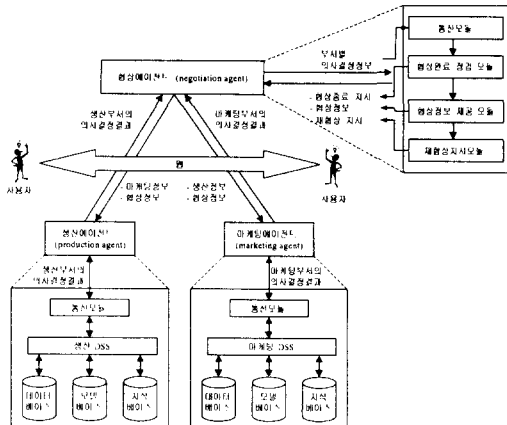 통신모듈
부서별
의사결정정보
협상에이전트 (negotiation agent)
협상완료 점검 모듈
- 협상종료 지시
- 협상정보
- 재협상 지시
협상정보 제공 모듈
재협상지시모듈
생산부서의
의사결정결과
마케팅부서의
의사결정결과
웹
사용자
사용자
- 마케팅정보
- 협상정보
- 생산정보
- 협상정보
생산에이전트
(production agent)
마케팅에이전트
(marketing agent)
생산부서의
의사결정결과
마케팅부서의
의사결정결과
통신모듈
통신모듈
생산 DSS
마케팅 DSS
데이터
베이스
모델
베이스
지식
베이스
데이터
베이스
모델
베이스
지식
베이스